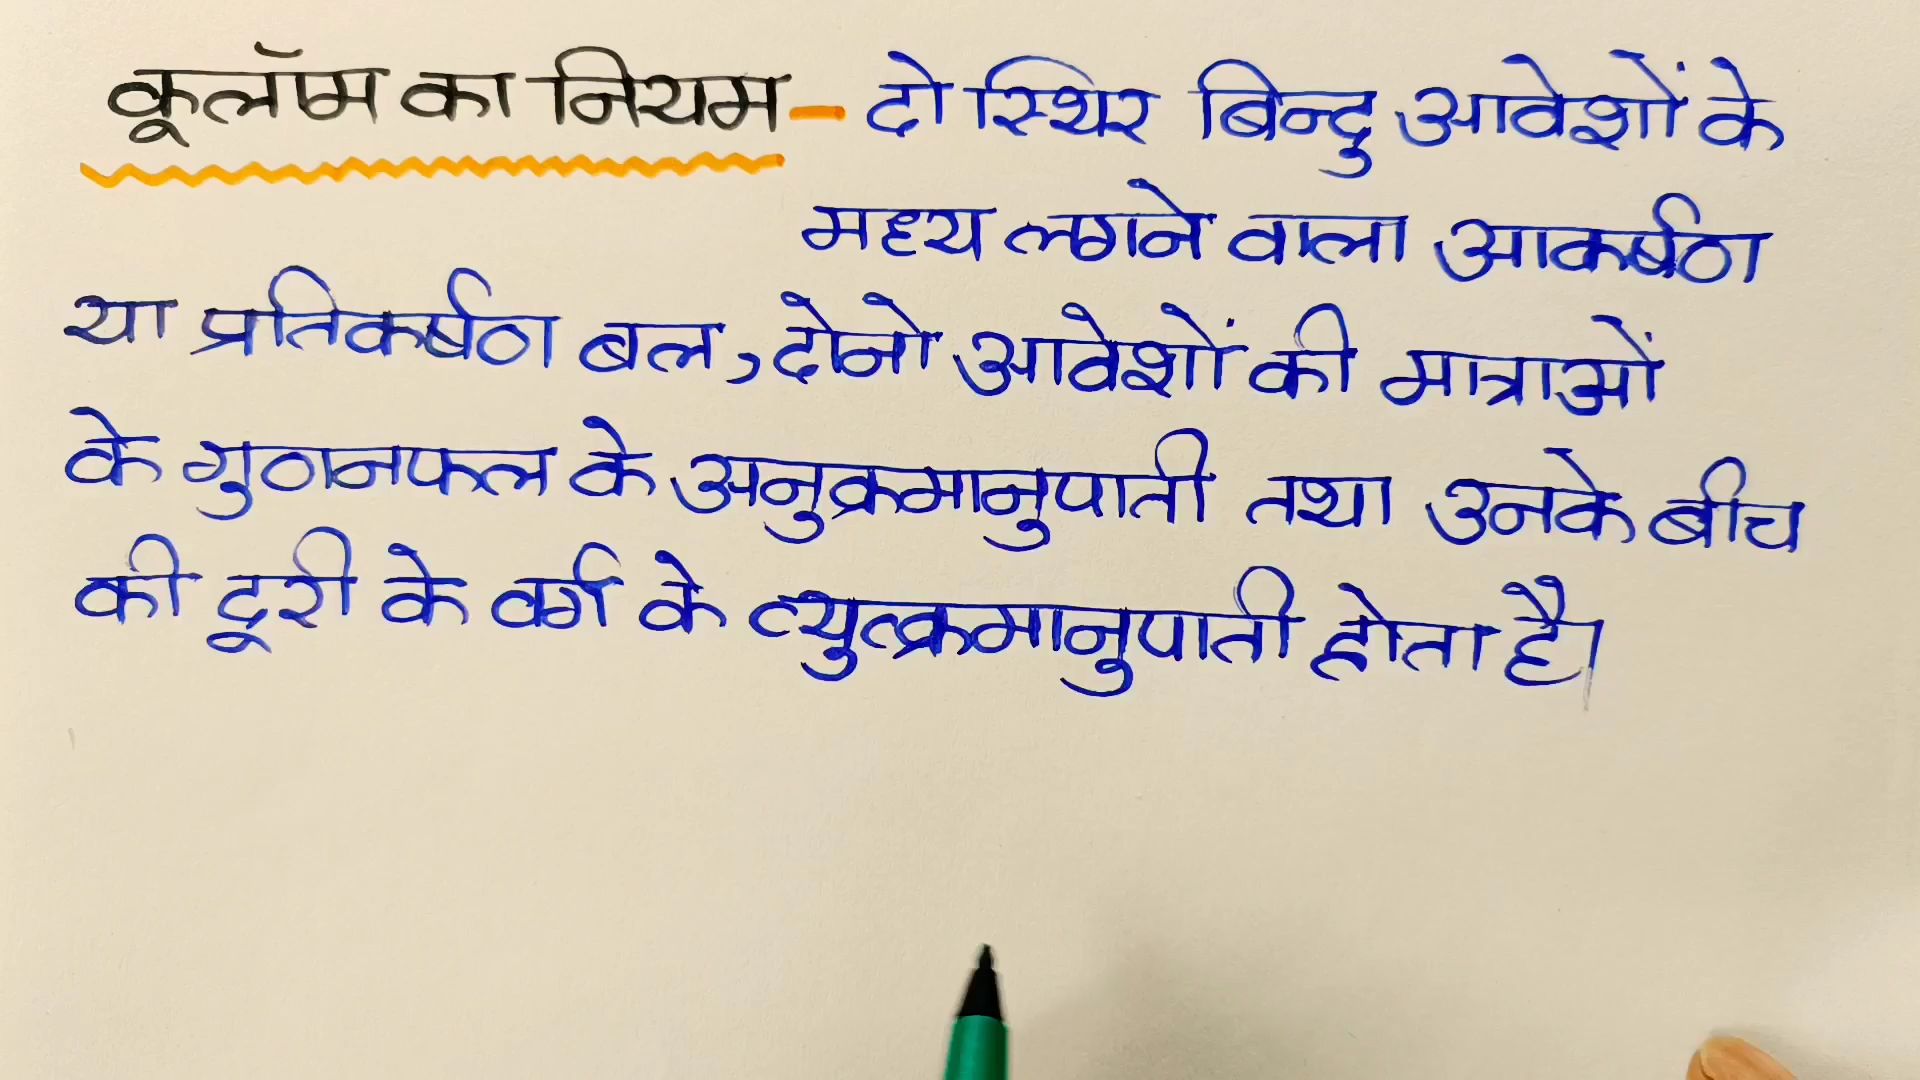 कूलॉम का नियम - दो स्थिर बिन्दु आवेशों के
मध्य लगने वाला आकर्षण
या प्रतिकर्षण बल, दोनो आवेशों की मात्राओं
के गुणनफल के अनुक्रमानुपाती तथा उनके बीच
की दूरी के वर्ग के व्युत्क्रमानुपाती होता है।